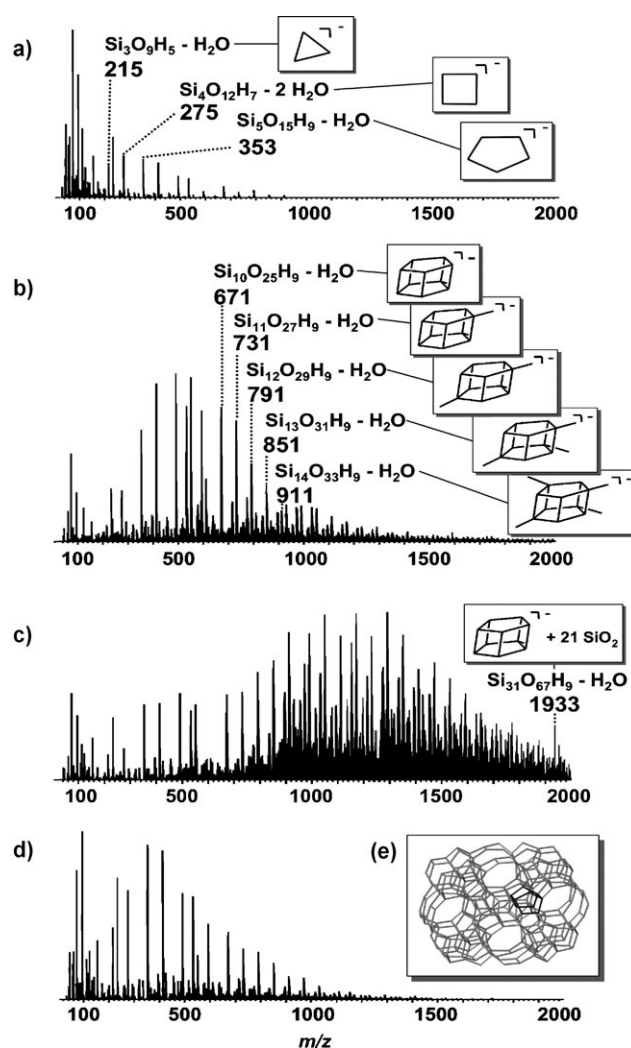 a)
Si₃O₉H₅ - H₂O
215
Si₄O₁₂H₇ - 2 H₂O
275
Si₅O₁₅H₉ - H₂O
353
100 500 1000 1500 2000
b)
Si₁₀O₂₅H₉ - H₂O
671
Si₁₁O₂₇H₉ - H₂O
731
Si₁₂O₂₉H₉ - H₂O
791
Si₁₃O₃₁H₉ - H₂O
851
Si₁₄O₃₃H₉ - H₂O
911
100 500 1000 1500 2000
c)
+ 21 SiO₂
Si₃₁O₆₇H₉ - H₂O
1933
100 500 1000 1500 2000
d)
(e)
100 500 1000 1500 2000
m/z